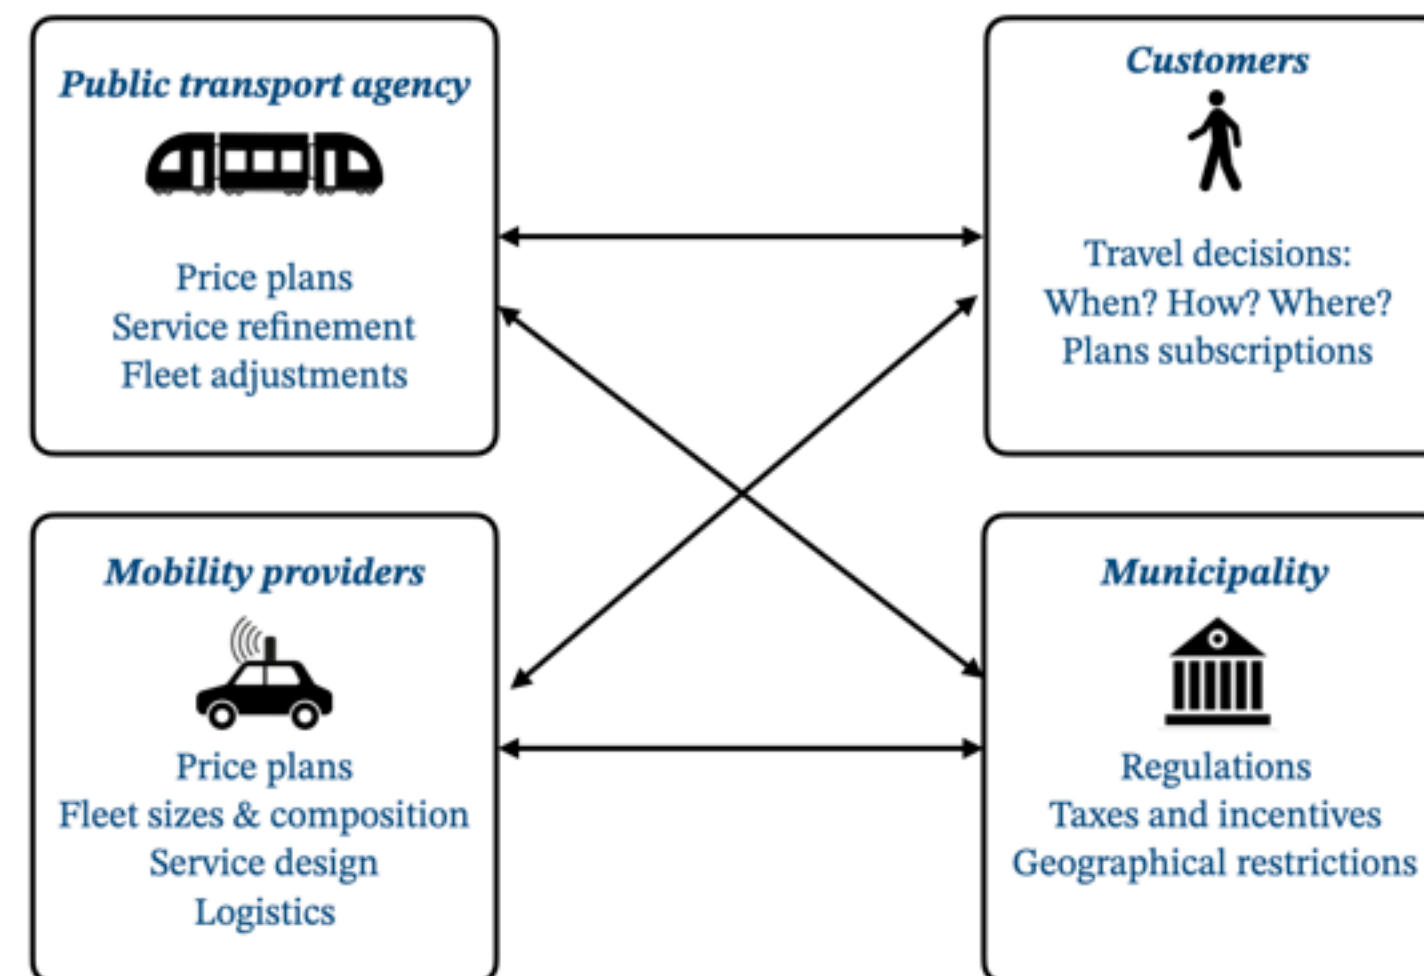 Public transport agency
Price plans
Service refinement
Fleet adjustments
Customers
Travel decisions:
When? How? Where?
Plans subscriptions
Mobility providers
Price plans
Fleet sizes & composition
Service design
Logistics
Municipality
Regulations
Taxes and incentives
Geographical restrictions